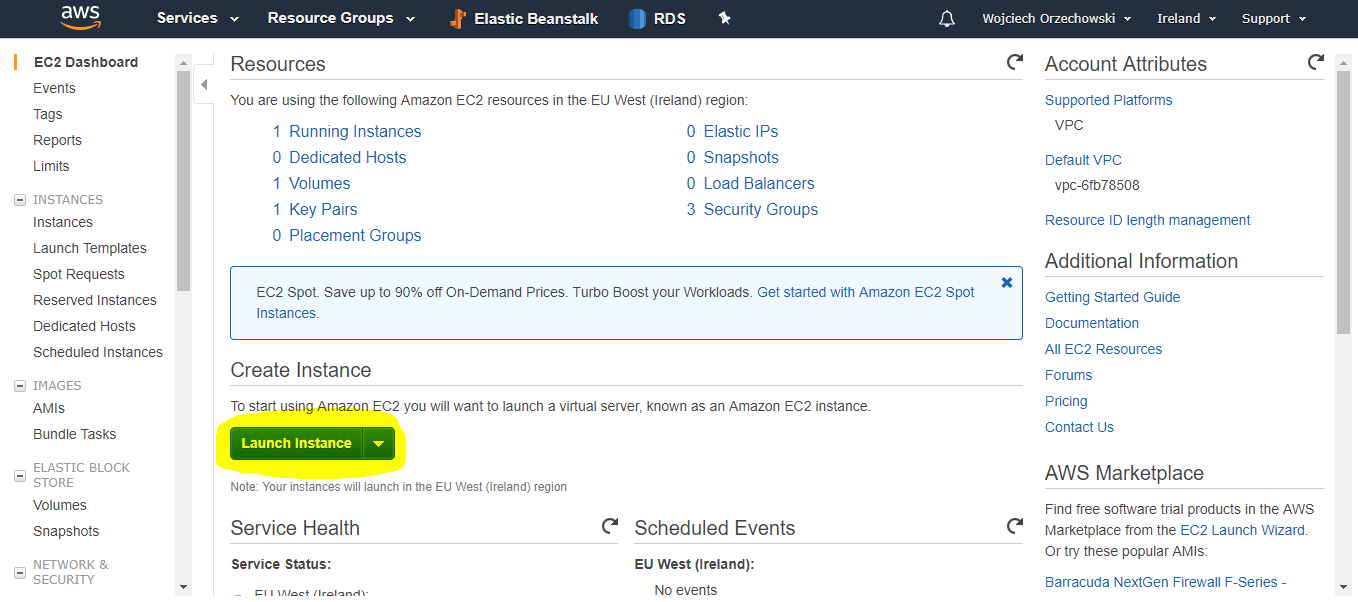 aws
Services
Resource Groups
Elastic Beanstalk
RDS
Wojciech Orzechowski
Ireland
Support
EC2 Dashboard
Events
Tags
Reports
Limits
INSTANCES
Instances
Launch Templates
Spot Requests
Reserved Instances
Dedicated Hosts
Scheduled Instances
IMAGES
AMIs
Bundle Tasks
ELASTIC BLOCK
STORE
Volumes
Snapshots
NETWORK &
SECURITY
Resources
You are using the following Amazon EC2 resources in the EU West (Ireland) region:
1 Running Instances
0 Dedicated Hosts
1 Volumes
1 Key Pairs
0 Placement Groups
0 Elastic IPs
0 Snapshots
0 Load Balancers
3 Security Groups
EC2 Spot. Save up to 90% off On-Demand Prices. Turbo Boost your Workloads. Get started with Amazon EC2 Spot
Instances.
Create Instance
To start using Amazon EC2 you will want to launch a virtual server, known as an Amazon EC2 instance.
Launch Instance
Note: Your instances will launch in the EU West (Ireland) region
Service Health
Service Status:
EU West (Ireland):
Scheduled Events
EU West (Ireland):
No events
Account Attributes
Supported Platforms
VPC
Default VPC
vpc-6fb78508
Resource ID length management
Additional Information
Getting Started Guide
Documentation
All EC2 Resources
Forums
Pricing
Contact Us
AWS Marketplace
Find free software trial products in the AWS
Marketplace from the EC2 Launch Wizard.
Or try these popular AMIs:
Barracuda NextGen Firewall F-Series -